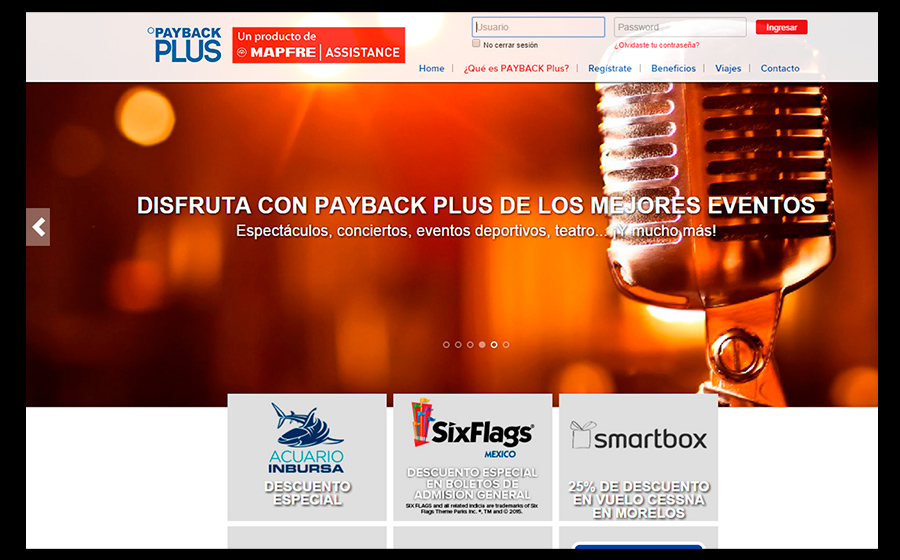 PAYBACK
PLUS
Un producto de
MAPFRE | ASSISTANCE
Usuario
Password
Ingresar
No cerrar sesión
¿Olvidaste tu contraseña?
Home | ¿Qué es PAYBACK Plus? | Regístrate | Beneficios | Viajes | Contacto
DISFRUTA CON PAYBACK PLUS DE LOS MEJORES EVENTOS
Espectáculos, conciertos, eventos deportivos, teatro... ¡Y mucho más!
ACUARIO
INBURSA
DESCUENTO
ESPECIAL
SixFlags®
MEXICO
DESCUENTO ESPECIAL
EN BOLETOS DE
ADMISIÓN GENERAL
SIX FLAGS and all related indicia are trademarks of Six
Flags Theme Parks Inc. ®, TM and © 2015.
smartbox
25% DE DESCUENTO
EN VUELO CESSNA
EN MORELOS